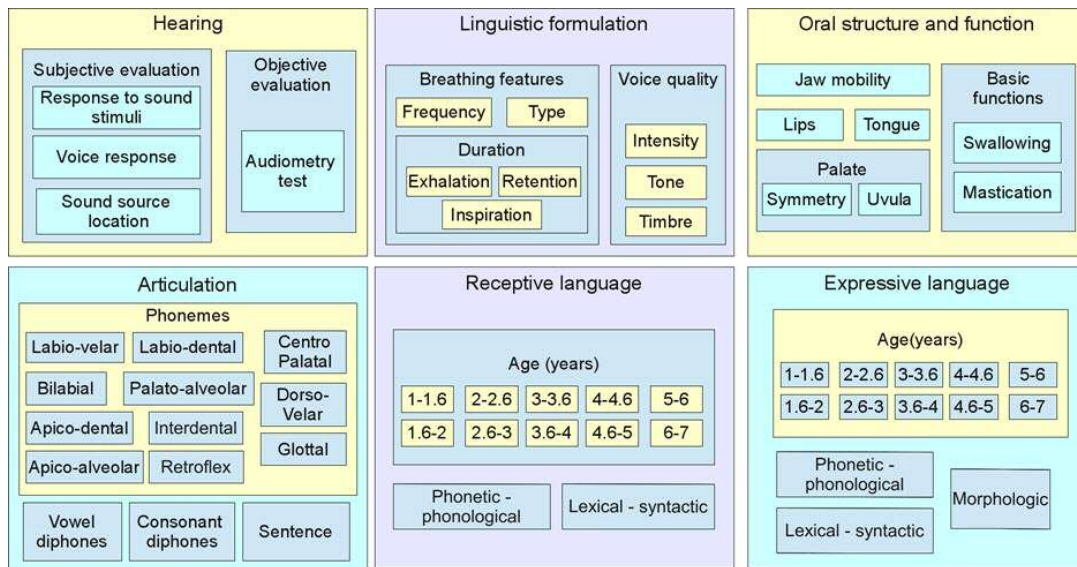 Hearing
Subjective evaluation
Response to sound
stimuli
Voice response
Sound source
location
Objective
evaluation
Audiometry
test
Linguistic formulation
Breathing features
Frequency
Type
Duration
Exhalation
Retention
Inspiration
Voice quality
Intensity
Tone
Timbre
Oral structure and function
Jaw mobility
Lips
Tongue
Palate
Symmetry
Uvula
Basic
functions
Swallowing
Mastication
Articulation
Phonemes
Labio-velar
Labio-dental
Bilabial
Palato-alveolar
Apico-dental
Interdental
Apico-alveolar
Retroflex
Centro
Palatal
Dorso-
Velar
Glottal
Vowel
diphones
Consonant
diphones
Sentence
Receptive language
Age (years)
1-1.6 2-2.6 3-3.6 4-4.6 5-6
1.6-2 2.6-3 3.6-4 4.6-5 6-7
Phonetic -
phonological
Lexical - syntactic
Expressive language
Age(years)
1-1.6 2-2.6 3-3.6 4-4.6 5-6
1.6-2 2.6-3 3.6-4 4.6-5 6-7
Phonetic -
phonological
Lexical - syntactic
Morphologic